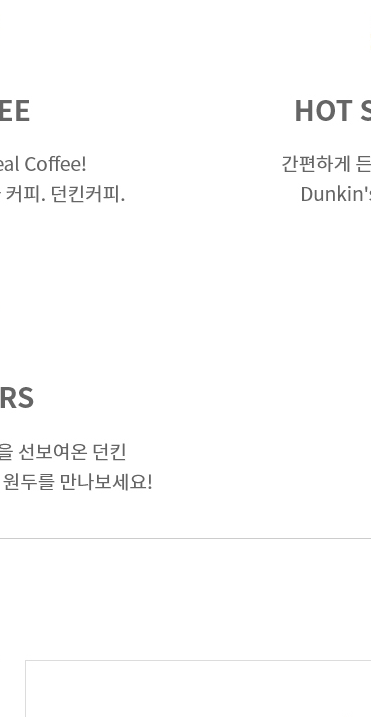 EE
eal Coffee!
커피. 던킨커피.
HOT S
간편하게 든
Dunkin's
RS
을 선보여온 던킨
원두를 만나보세요!